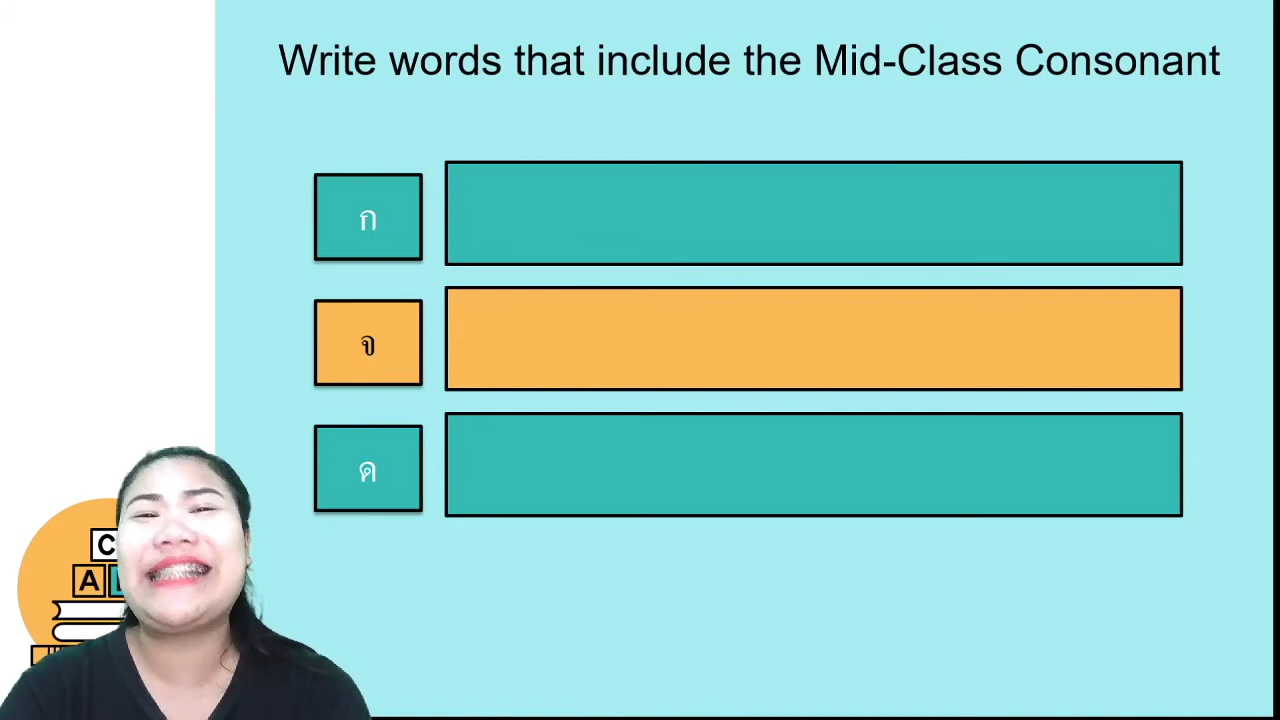 Write words that include the Mid-Class Consonant
ก
จ
ด
C
A